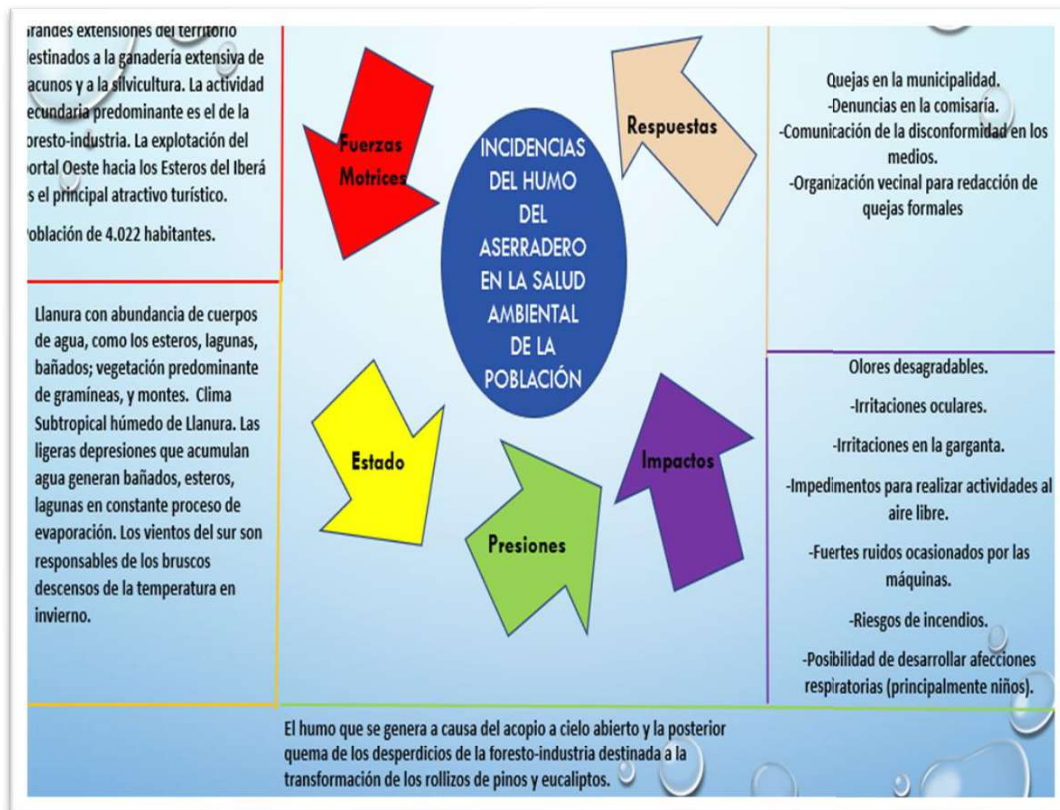 Grandes extensiones del territorio
destinados a la ganadería extensiva de
vacunos y a la silvicultura. La actividad
secundaria predominante es el de la
foresto-industria. La explotación del
portal Oeste hacia los Esteros del Iberá
es el principal atractivo turístico.
Población de 4.022 habitantes.
Llanura con abundancia de cuerpos
de agua, como los esteros, lagunas,
bañados; vegetación predominante
de gramíneas, y montes. Clima
Subtropical húmedo de Llanura. Las
ligeras depresiones que acumulan
agua generan bañados, esteros,
lagunas en constante proceso de
evaporación. Los vientos del sur son
responsables de los bruscos
descensos de la temperatura en
invierno.
Fuerzas
Motrices
Estado
Presiones
Impactos
Respuestas
INCIDENCIAS
DEL HUMO
DEL
ASERRADERO
EN LA SALUD
AMBIENTAL
DE LA
POBLACIÓN
Quejas en la municipalidad.
-Denuncias en la comisaría.
-Comunicación de la disconformidad en los
medios.
-Organización vecinal para redacción de
quejas formales
Olores desagradables.
-Irritaciones oculares.
-Irritaciones en la garganta.
-Impedimentos para realizar actividades al
aire libre.
-Fuertes ruidos ocasionados por las
máquinas.
-Riesgos de incendios.
-Posibilidad de desarrollar afecciones
respiratorias (principalmente niños).
El humo que se genera a causa del acopio a cielo abierto y la posterior
quema de los desperdicios de la foresto-industria destinada a la
transformación de los rollizos de pinos y eucaliptos.